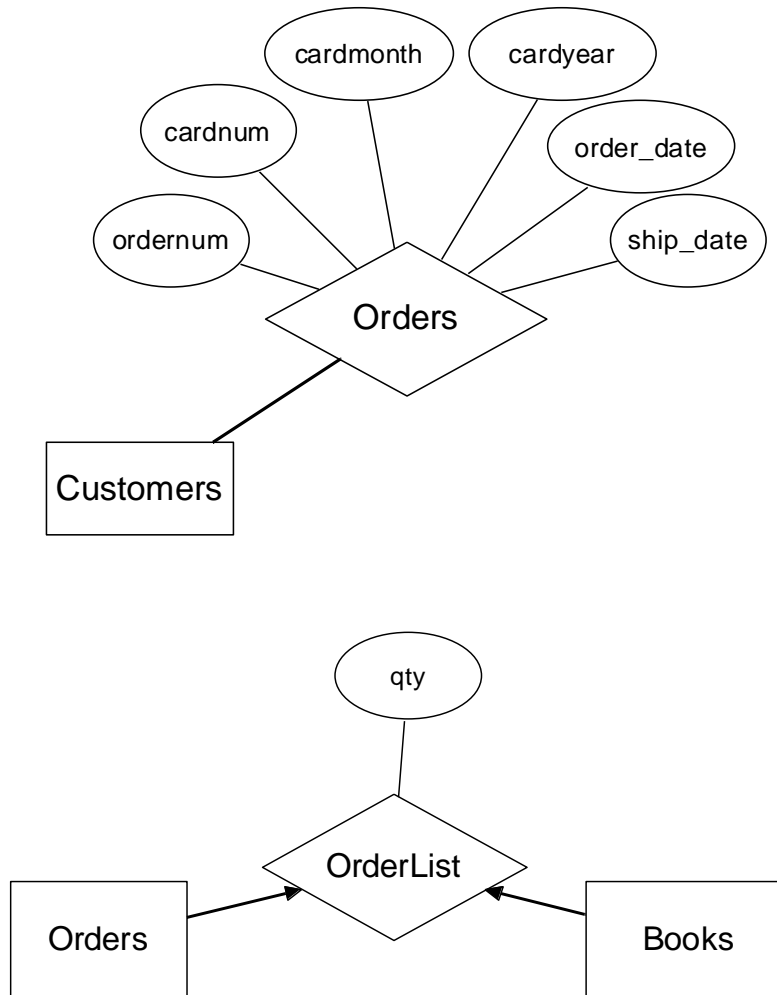 cardmonth
cardyear
cardnum
order_date
ordernum
ship_date
Orders
Customers
qty
OrderList
Orders
Books